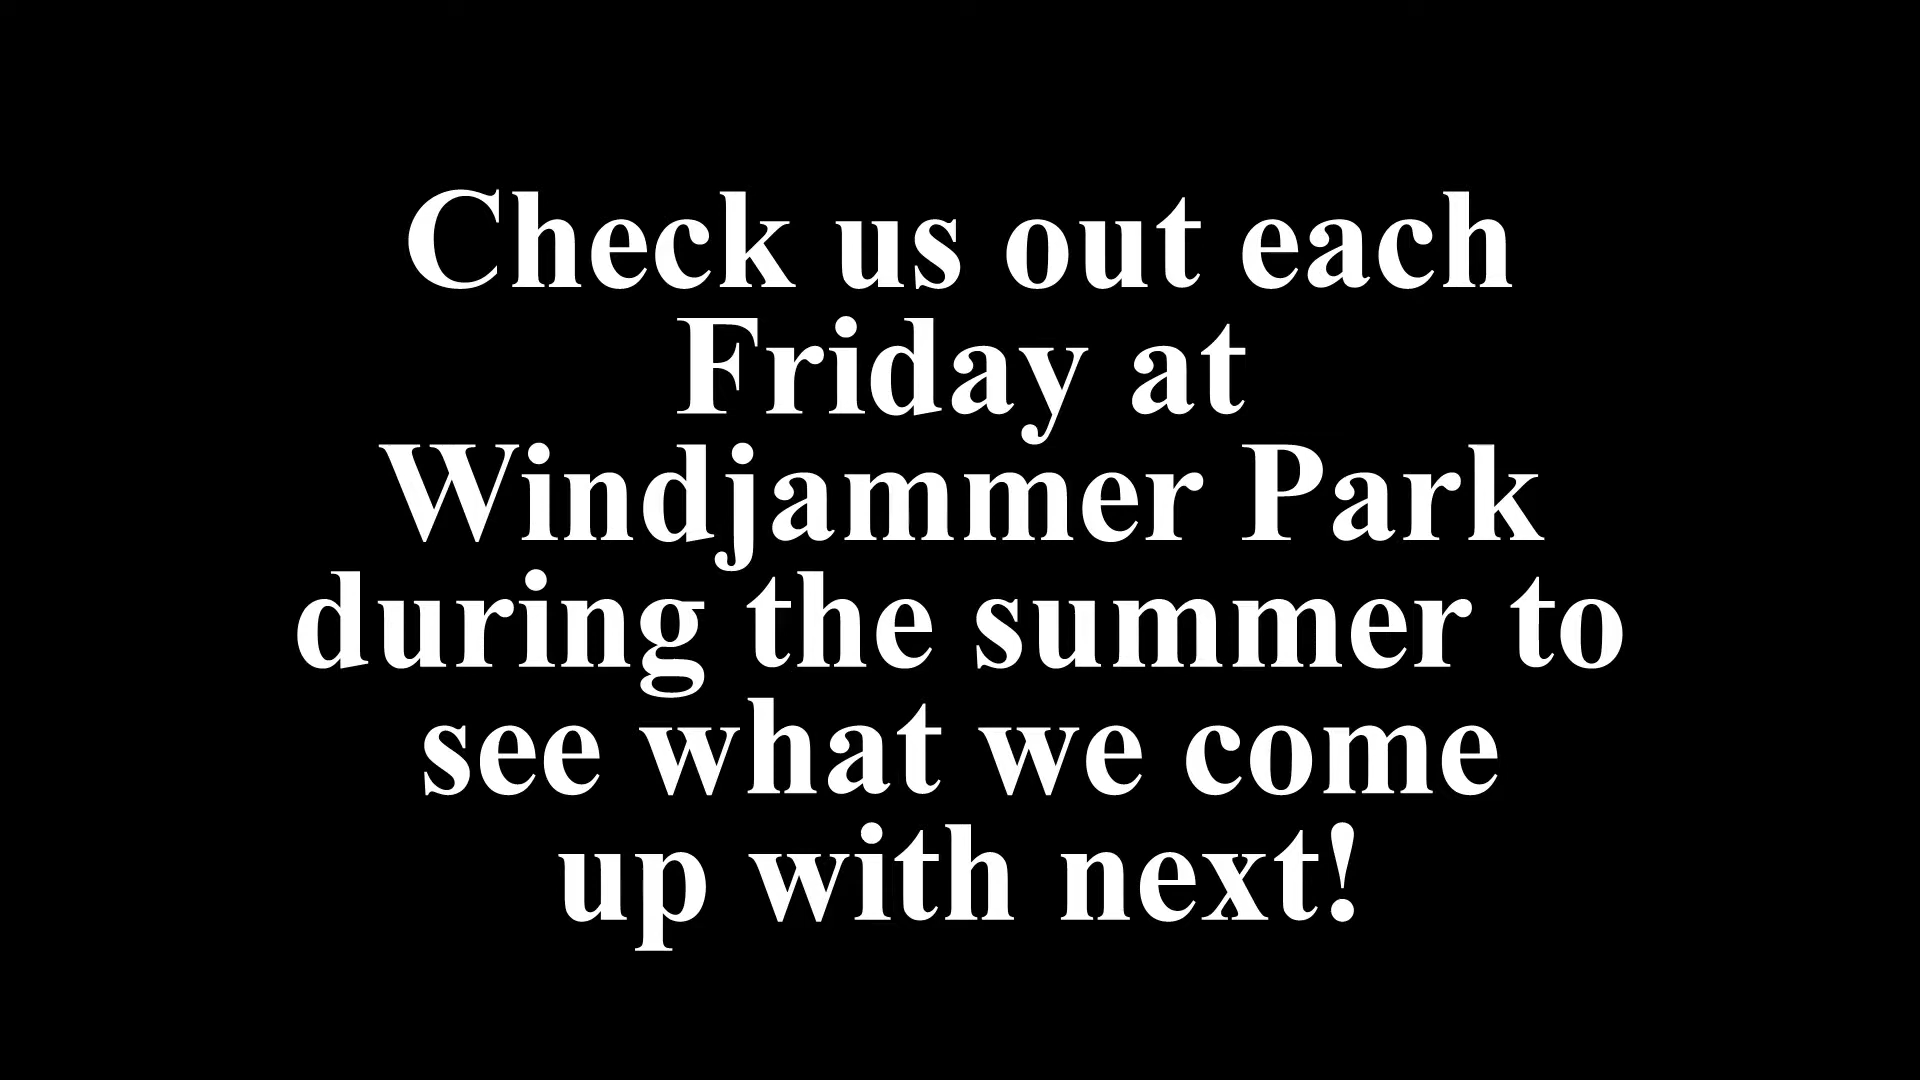 Check us out each
Friday at
Windjammer Park
during the summer to
see what we come
up with next!